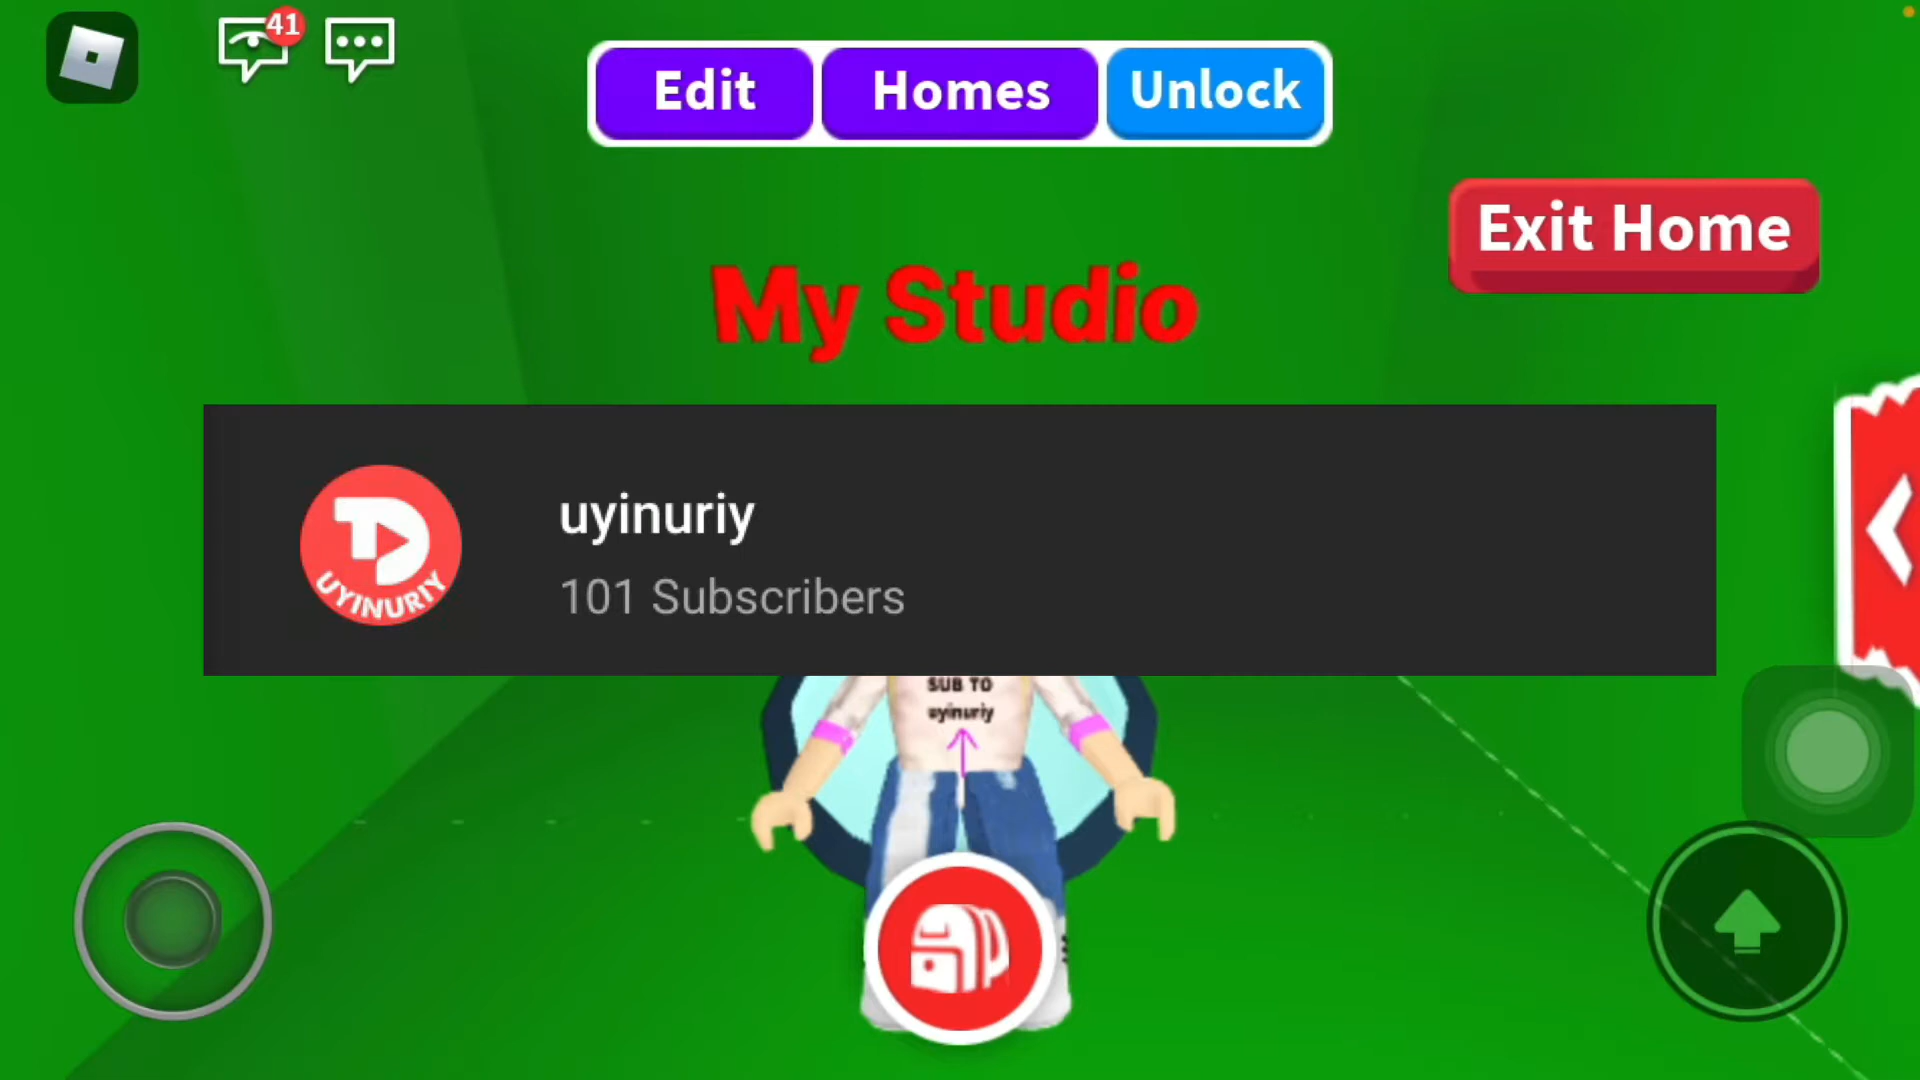 41
Edit Homes Unlock
Exit Home
My Studio
uyinuriy
UYINURIY
101 Subscribers
SUB TO
uyinuriy